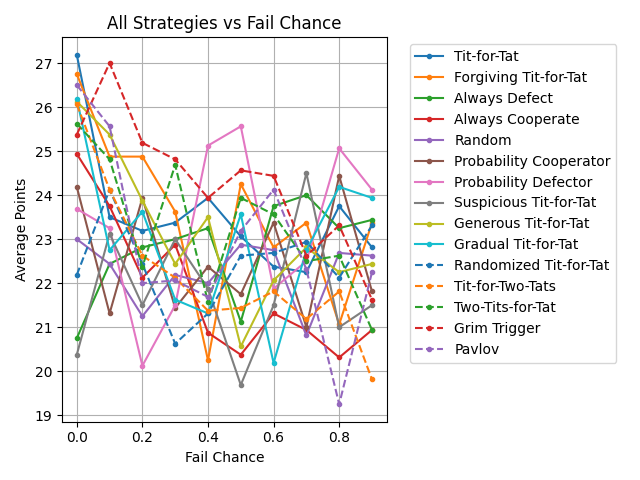 All Strategies vs Fail Chance
Average Points
27
26
25
24
23
22
21
20
19
0.0
0.2
0.4
0.6
0.8
Fail Chance
Tit-for-Tat
Forgiving Tit-for-Tat
Always Defect
Always Cooperate
Random
Probability Cooperator
Probability Defector
Suspicious Tit-for-Tat
Generous Tit-for-Tat
Gradual Tit-for-Tat
Randomized Tit-for-Tat
Tit-for-Two-Tats
Two-Tits-for-Tat
Grim Trigger
Pavlov